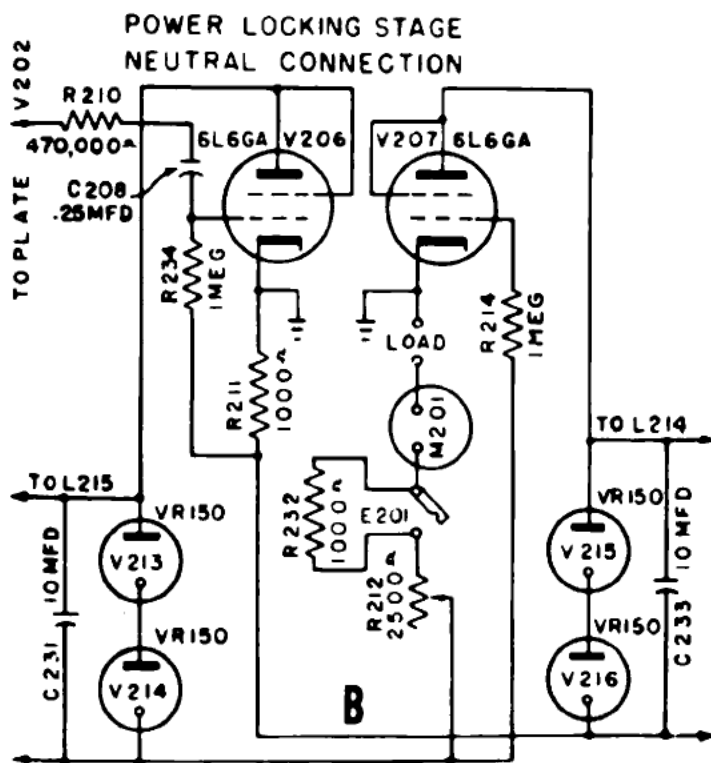 POWER LOCKING STAGE
NEUTRAL CONNECTION
TO PLATE V202
R210
470,000Ω
6L6GA
V206
V207
6L6GA
C208
.25MFD
R234
1MEG
R214
1MEG
LOAD
R211
1000Ω
M201
TO L215
TO L214
R232
1000Ω
E201
R212
2500Ω
VR150
V213
VR150
V215
10MFD
C231
10MFD
C233
VR150
V214
VR150
V216
B